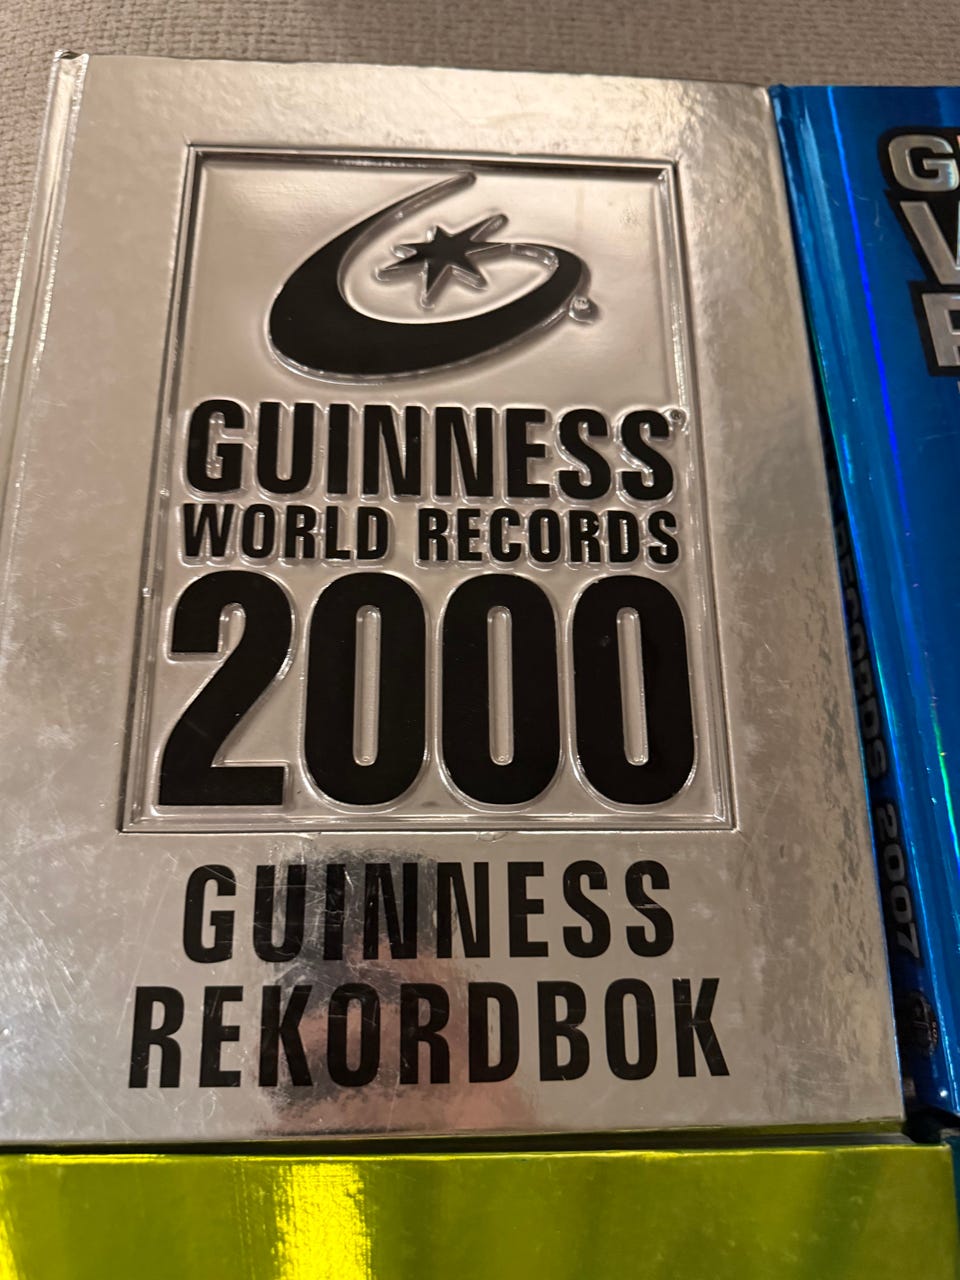 GUINNESS®
WORLD RECORDS
2000
GUINNESS
REKORDBOK
RECORDS 2007